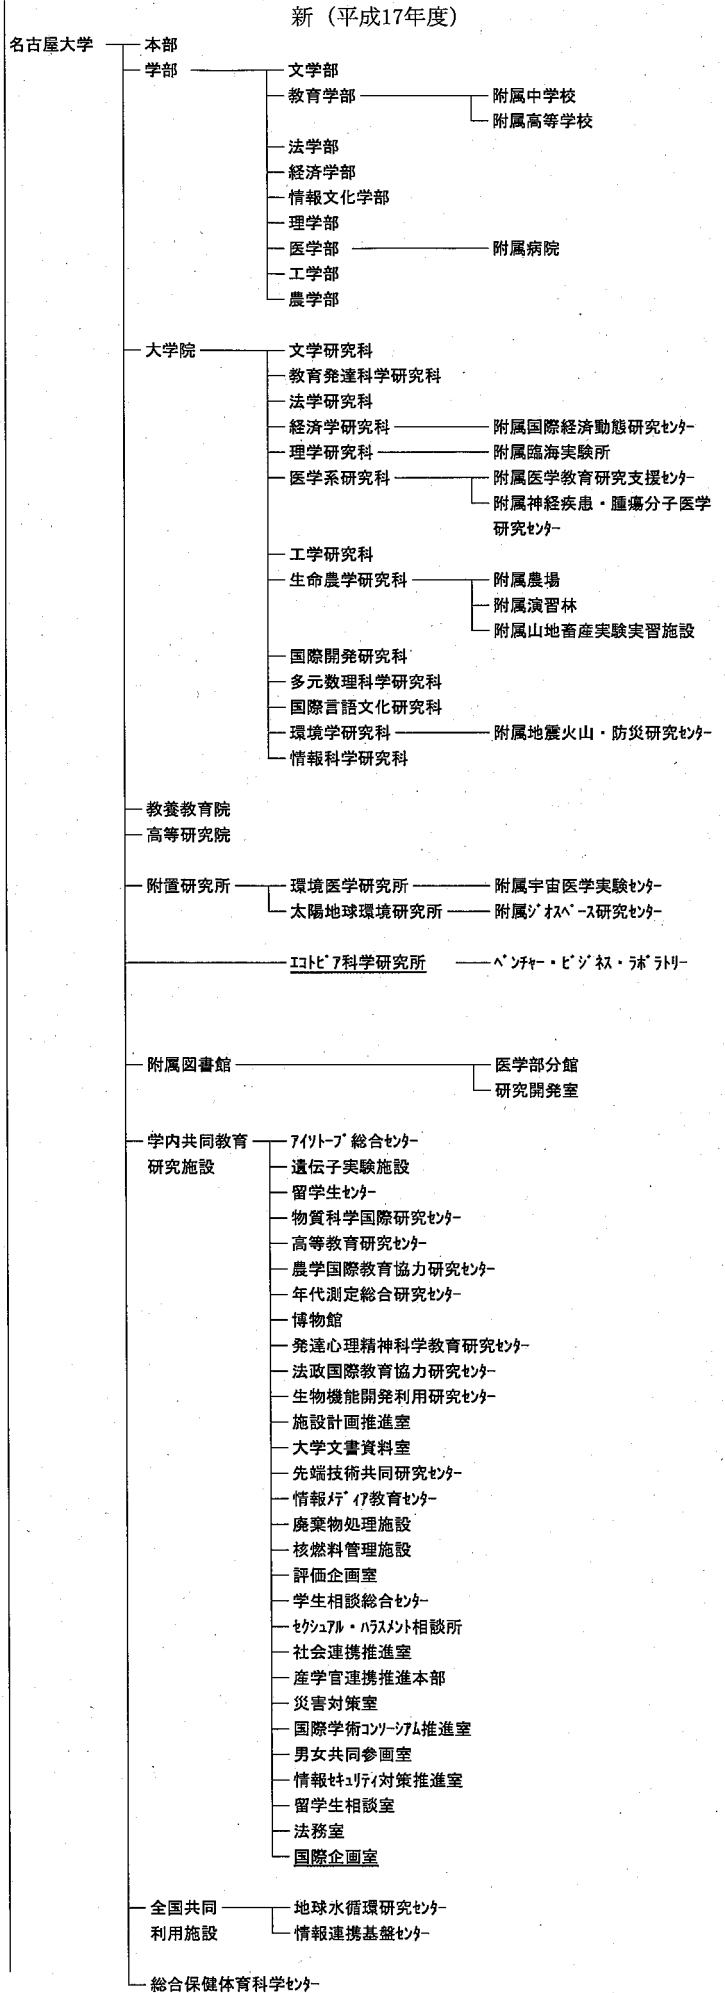 新（平成17年度）
名古屋大学 本部
学部 文学部
教育学部 附属中学校
附属高等学校
法学部
経済学部
情報文化学部
理学部
医学部 附属病院
工学部
農学部
大学院 文学研究科
教育発達科学研究科
法学研究科
経済学研究科 附属国際経済動態研究ｾﾝﾀｰ
理学研究科 附属臨海実験所
医学系研究科 附属医学教育研究支援ｾﾝﾀｰ
附属神経疾患・腫瘍分子医学
研究ｾﾝﾀｰ
工学研究科
生命農学研究科 附属農場
附属演習林
附属山地畜産実験実習施設
国際開発研究科
多元数理科学研究科
国際言語文化研究科
環境学研究科 附属地震火山・防災研究ｾﾝﾀｰ
情報科学研究科
教養教育院
高等研究院
附置研究所 環境医学研究所 附属宇宙医学実験ｾﾝﾀｰ
太陽地球環境研究所 附属ｼﾞｵｽﾍﾟｰｽ研究ｾﾝﾀｰ
ｴｺﾄﾋﾟｱ科学研究所 ﾍﾞﾝﾁｬｰ・ﾋﾞｼﾞﾈｽ・ﾗﾎﾞﾗﾄﾘｰ
附属図書館 医学部分館
研究開発室
学内共同教育 ｱｲｿﾄｰﾌﾟ総合ｾﾝﾀｰ
研究施設 遺伝子実験施設
留学生ｾﾝﾀｰ
物質科学国際研究ｾﾝﾀｰ
高等教育研究ｾﾝﾀｰ
農学国際教育協力研究ｾﾝﾀｰ
年代測定総合研究ｾﾝﾀｰ
博物館
発達心理精神科学教育研究ｾﾝﾀｰ
法政国際教育協力研究ｾﾝﾀｰ
生物機能開発利用研究ｾﾝﾀｰ
施設計画推進室
大学文書資料室
先端技術共同研究ｾﾝﾀｰ
情報ﾒﾃﾞｨｱ教育ｾﾝﾀｰ
廃棄物処理施設
核燃料管理施設
評価企画室
学生相談総合ｾﾝﾀｰ
ｾｸｼｭｱﾙ・ﾊﾗｽﾒﾝﾄ相談所
社会連携推進室
産学官連携推進本部
災害対策室
国際学術ｺﾝｿｰｼｱﾑ推進室
男女共同参画室
情報ｾｷｭﾘﾃｨ対策推進室
留学生相談室
法務室
国際企画室
全国共同 地球水循環研究ｾﾝﾀｰ
利用施設 情報連携基盤ｾﾝﾀｰ
総合保健体育科学ｾﾝﾀｰ